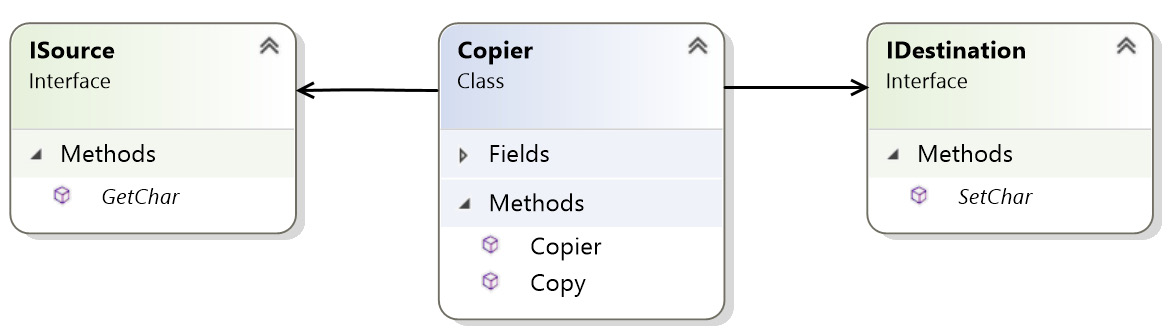 ISource
Interface
Methods
GetChar
Copier
Class
Fields
Methods
Copier
Copy
IDestination
Interface
Methods
SetChar